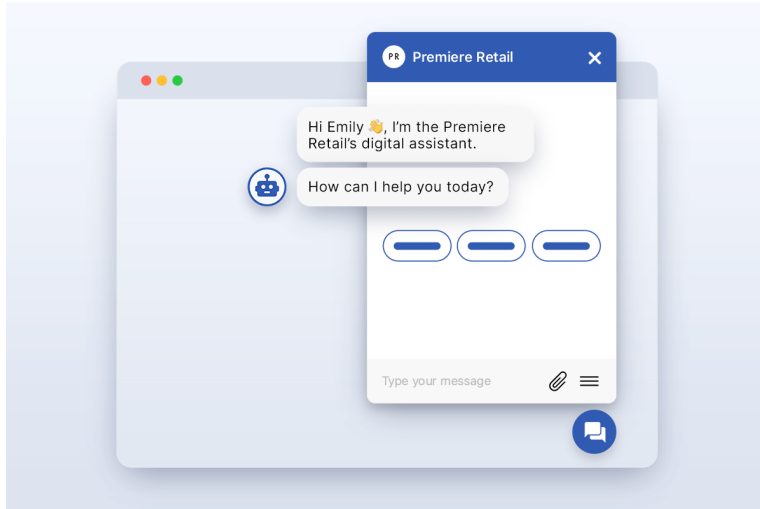 PR Premiere Retail
Hi Emily 👋, I’m the Premiere
Retail’s digital assistant.
How can I help you today?
Type your message